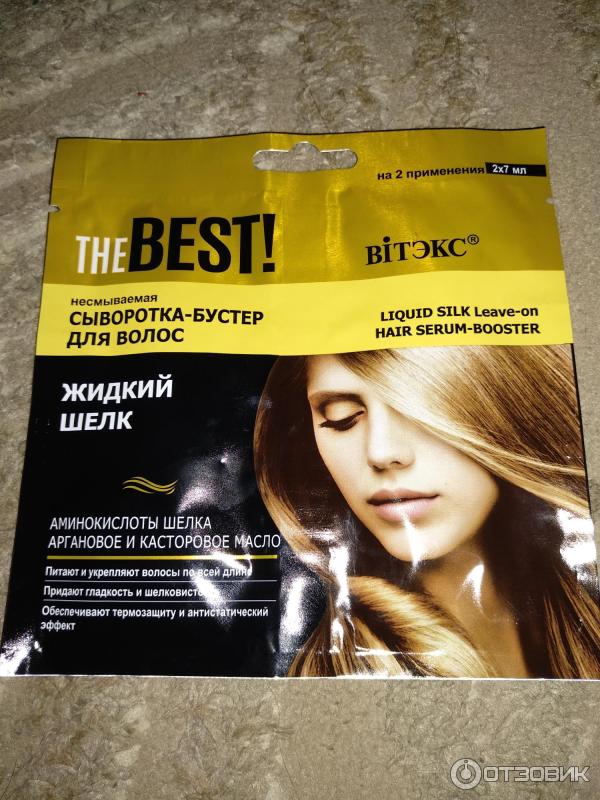 на 2 применения 2x7 мл
THE BEST!
ВIТЭКС®
несмываемая
СЫВОРОТКА-БУСТЕР
ДЛЯ ВОЛОС
LIQUID SILK Leave-on
HAIR SERUM-BOOSTER
ЖИДКИЙ
ШЕЛК
АМИНОКИСЛОТЫ ШЕЛКА
АРГАНОВОЕ И КАСТОРОВОЕ МАСЛО
Питают и укрепляют волосы по всей длине
Придают гладкость и шелковистость
Обеспечивают термозащиту и антистатический
эффект
ОТЗОВИК